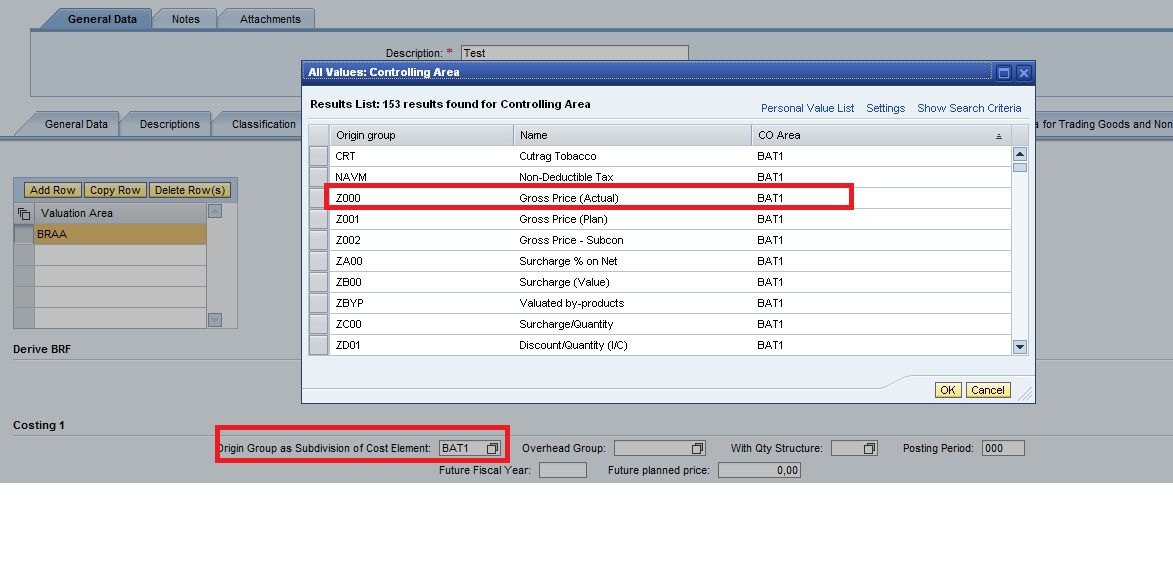 General Data Notes Attachments
Description: * Test
All Values: Controlling Area
Results List: 153 results found for Controlling Area
Personal Value List Settings Show Search Criteria
General Data Descriptions Classification
a for Trading Goods and Non
Origin group Name CO Area
CRT Cutrag Tobacco BAT1
NAVM Non-Deductible Tax BAT1
Z000 Gross Price (Actual) BAT1
Z001 Gross Price (Plan) BAT1
Z002 Gross Price - Subcon BAT1
ZA00 Surcharge % on Net BAT1
ZB00 Surcharge (Value) BAT1
ZBYP Valuated by-products BAT1
ZC00 Surcharge/Quantity BAT1
ZD01 Discount/Quantity (I/C) BAT1
Add Row Copy Row Delete Row(s)
Valuation Area
BRAA
Derive BRF
OK Cancel
Costing 1
Origin Group as Subdivision of Cost Element: BAT1 Overhead Group: With Qty Structure: Posting Period: 000
Future Fiscal Year: Future planned price: 0,00